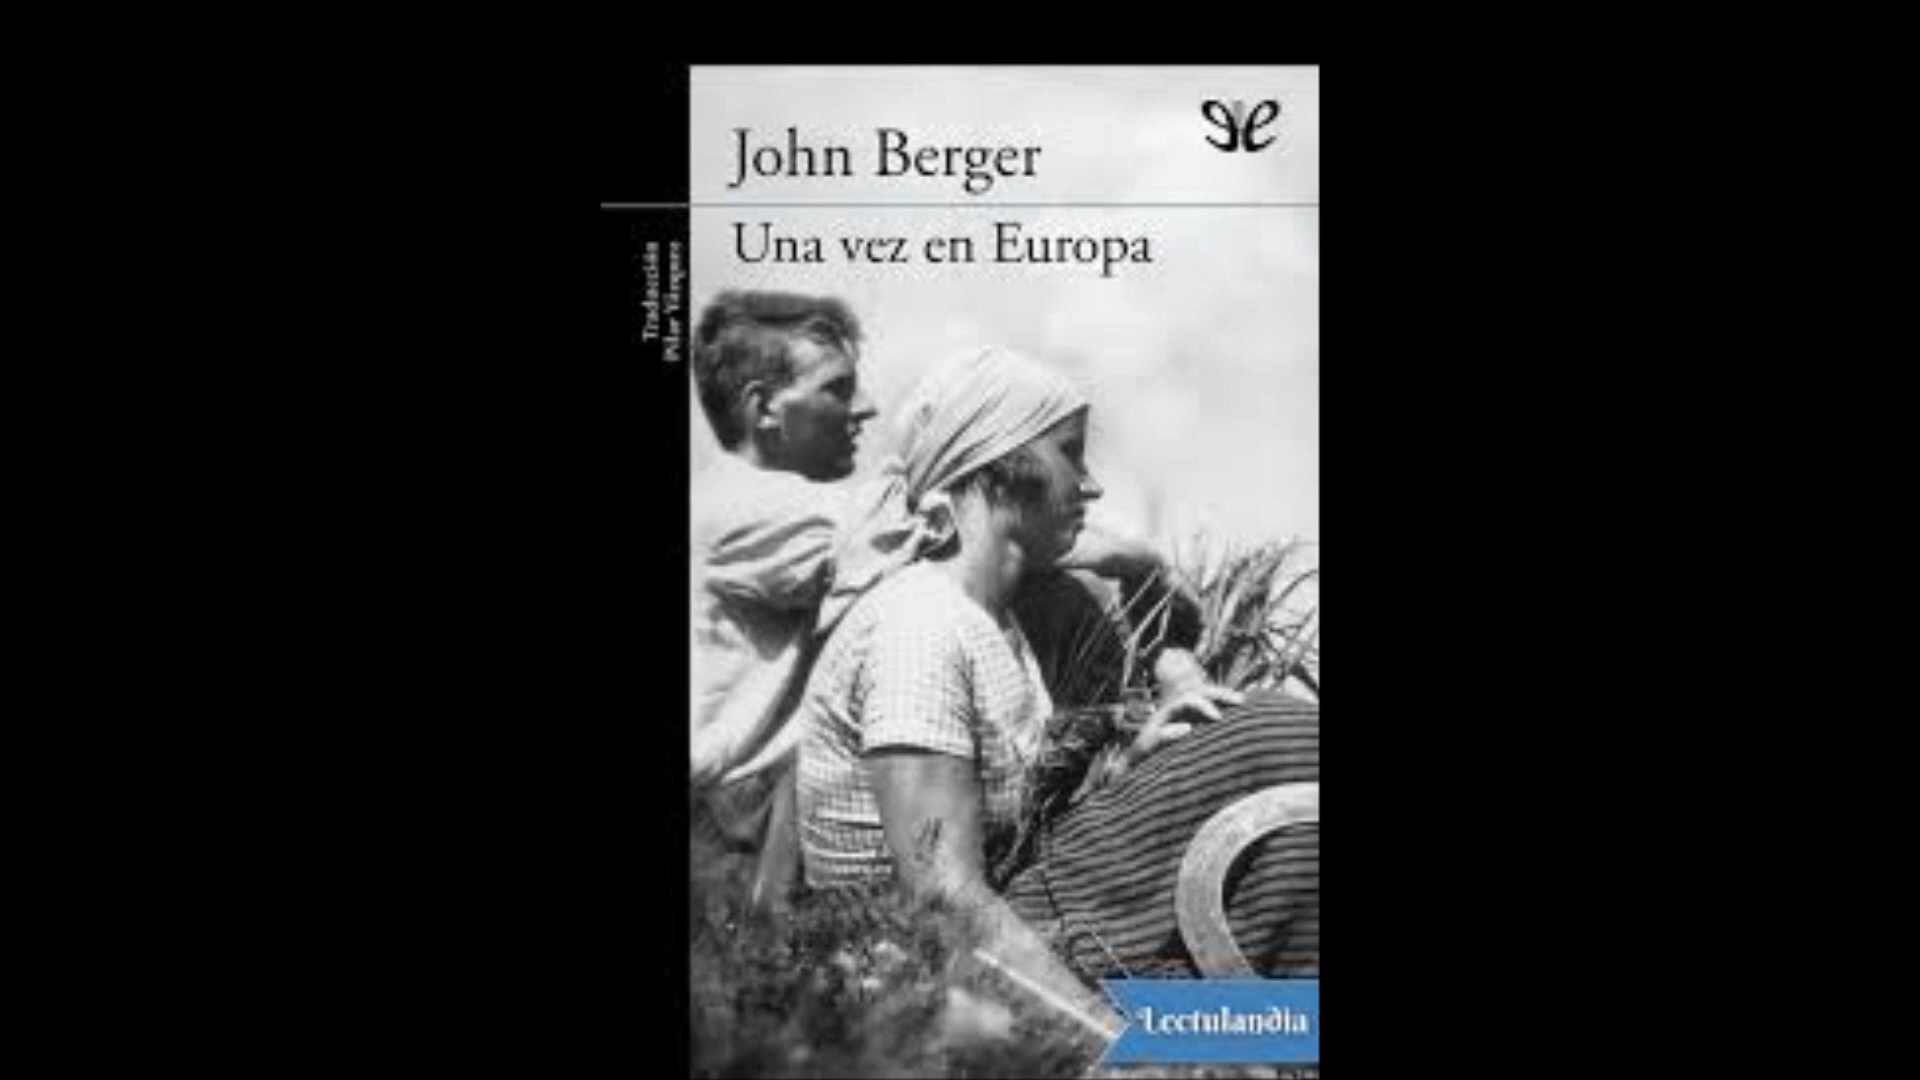 John Berger
Una vez en Europa
Traducción
Pilar Vázquez
Lectulandia